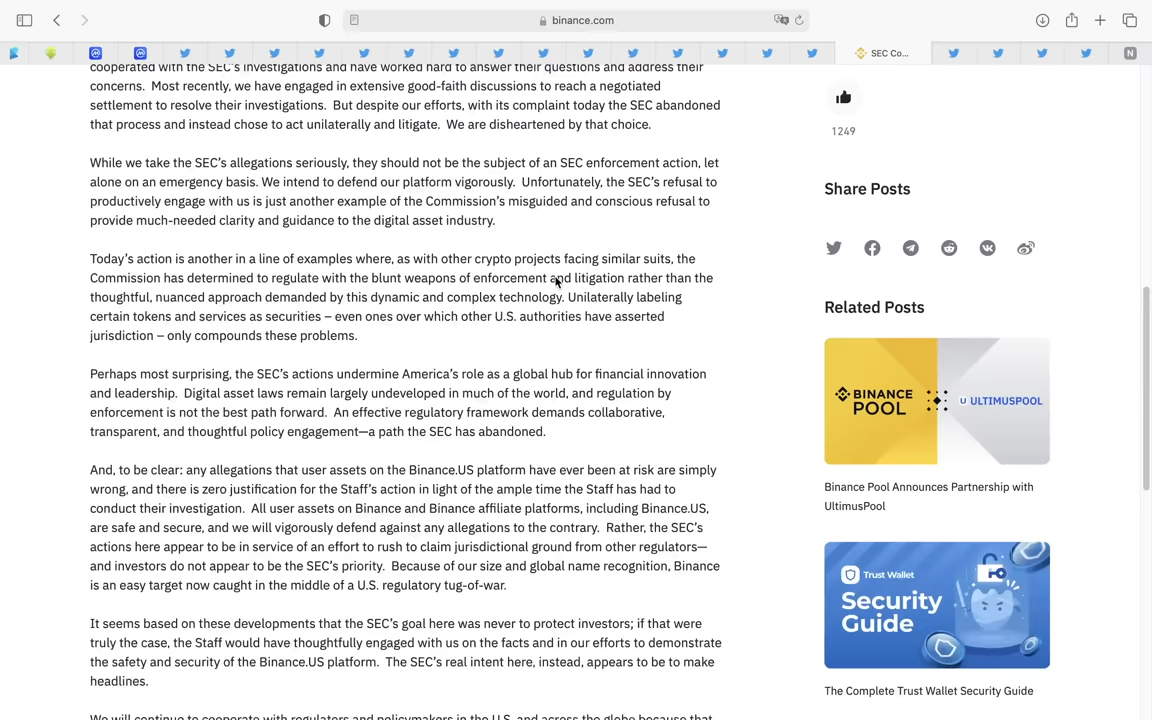 binance.com
SEC Co...
N
cooperated with the SEC's investigations and have worked hard to answer their questions and address their
concerns.  Most recently, we have engaged in extensive good-faith discussions to reach a negotiated
settlement to resolve their investigations.  But despite our efforts, with its complaint today the SEC abandoned
that process and instead chose to act unilaterally and litigate.  We are disheartened by that choice.
While we take the SEC's allegations seriously, they should not be the subject of an SEC enforcement action, let
alone on an emergency basis. We intend to defend our platform vigorously.  Unfortunately, the SEC's refusal to
productively engage with us is just another example of the Commission's misguided and conscious refusal to
provide much-needed clarity and guidance to the digital asset industry.
Today's action is another in a line of examples where, as with other crypto projects facing similar suits, the
Commission has determined to regulate with the blunt weapons of enforcement and litigation rather than the
thoughtful, nuanced approach demanded by this dynamic and complex technology. Unilaterally labeling
certain tokens and services as securities – even ones over which other U.S. authorities have asserted
jurisdiction – only compounds these problems.
Perhaps most surprising, the SEC's actions undermine America's role as a global hub for financial innovation
and leadership.  Digital asset laws remain largely undeveloped in much of the world, and regulation by
enforcement is not the best path forward.  An effective regulatory framework demands collaborative,
transparent, and thoughtful policy engagement—a path the SEC has abandoned.
And, to be clear: any allegations that user assets on the Binance.US platform have ever been at risk are simply
wrong, and there is zero justification for the Staff's action in light of the ample time the Staff has had to
conduct their investigation.  All user assets on Binance and Binance affiliate platforms, including Binance.US,
are safe and secure, and we will vigorously defend against any allegations to the contrary.  Rather, the SEC's
actions here appear to be in service of an effort to rush to claim jurisdictional ground from other regulators—
and investors do not appear to be the SEC's priority.  Because of our size and global name recognition, Binance
is an easy target now caught in the middle of a U.S. regulatory tug-of-war.
It seems based on these developments that the SEC's goal here was never to protect investors; if that were
truly the case, the Staff would have thoughtfully engaged with us on the facts and in our efforts to demonstrate
the safety and security of the Binance.US platform.  The SEC's real intent here, instead, appears to be to make
headlines.
We will continue to cooperate with regulators and policymakers in the U.S. and across the globe because that
1249
Share Posts
Related Posts
BINANCE
POOL
ULTIMUSPOOL
Binance Pool Announces Partnership with
UltimusPool
Trust Wallet
Security
Guide
The Complete Trust Wallet Security Guide